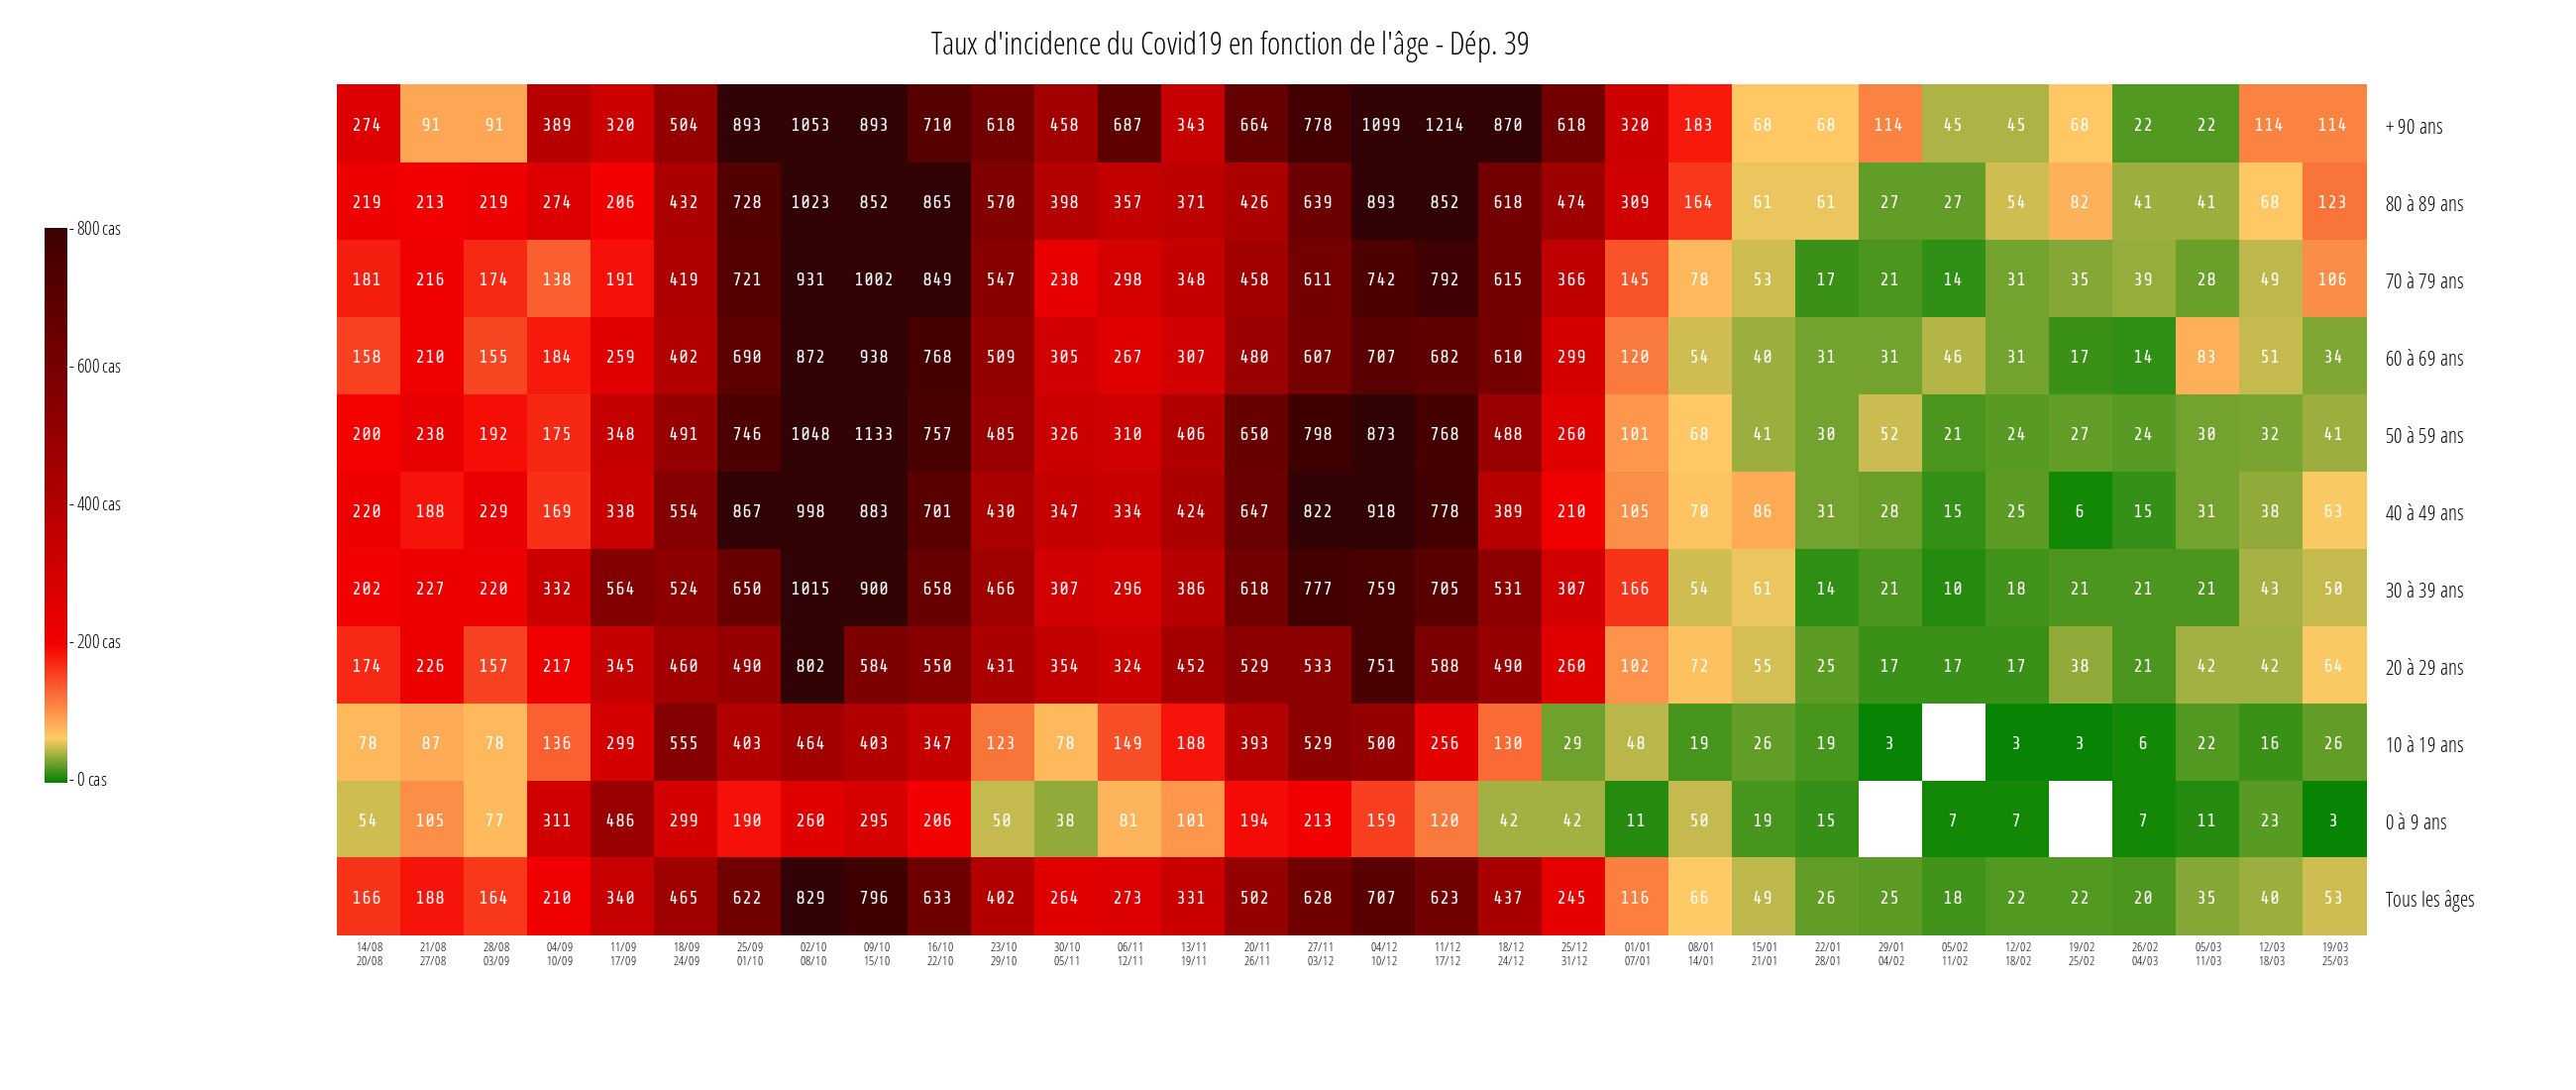 Taux d'incidence du Covid19 en fonction de l'âge - Dép. 39
- 800 cas
- 600 cas
- 400 cas
- 200 cas
- 0 cas
274 91 91 389 320 504 893 1053 893 710 618 458 687 343 664 778 1099 1214 870 618 320 183 68 68 114 45 45 68 22 22 114 114 + 90 ans
219 213 219 274 206 432 728 1023 852 865 570 398 357 371 426 639 893 852 618 474 309 164 61 61 27 27 54 82 41 41 68 123 80 à 89 ans
181 216 174 138 191 419 721 931 1002 849 547 238 298 348 458 611 742 792 615 366 145 78 53 17 21 14 31 35 39 28 49 106 70 à 79 ans
158 210 155 184 259 402 690 872 938 768 509 305 267 307 480 607 707 682 610 299 120 54 40 31 31 46 31 17 14 83 51 34 60 à 69 ans
200 238 192 175 348 491 746 1048 1133 757 485 326 310 406 650 798 873 768 488 260 101 68 41 30 52 21 24 27 24 30 32 41 50 à 59 ans
220 188 229 169 338 554 867 998 883 701 430 347 334 424 647 822 918 778 389 210 105 70 86 31 28 15 25 6 15 31 38 63 40 à 49 ans
202 227 220 332 564 524 650 1015 900 658 466 307 296 386 618 777 759 705 531 307 166 54 61 14 21 10 18 21 21 21 43 50 30 à 39 ans
174 226 157 217 345 460 490 802 584 550 431 354 324 452 529 533 751 588 490 260 102 72 55 25 17 17 17 38 21 42 42 64 20 à 29 ans
78 87 78 136 299 555 403 464 403 347 123 78 149 188 393 529 500 256 130 29 48 19 26 19 3 3 3 6 22 16 26 10 à 19 ans
54 105 77 311 486 299 190 260 295 206 50 38 81 101 194 213 159 120 42 42 11 50 19 15 7 7 7 11 23 3 0 à 9 ans
166 188 164 210 340 465 622 829 796 633 402 264 273 331 502 628 707 623 437 245 116 66 49 26 25 18 22 22 20 35 40 53 Tous les âges
14/08 21/08 28/08 04/09 11/09 18/09 25/09 02/10 09/10 16/10 23/10 30/10 06/11 13/11 20/11 27/11 04/12 11/12 18/12 25/12 01/01 08/01 15/01 22/01 29/01 05/02 12/02 19/02 26/02 05/03 12/03 19/03
20/08 27/08 03/09 10/09 17/09 24/09 01/10 08/10 15/10 22/10 29/10 05/11 12/11 19/11 26/11 03/12 10/12 17/12 24/12 31/12 07/01 14/01 21/01 28/01 04/02 11/02 18/02 25/02 04/03 11/03 18/03 25/03